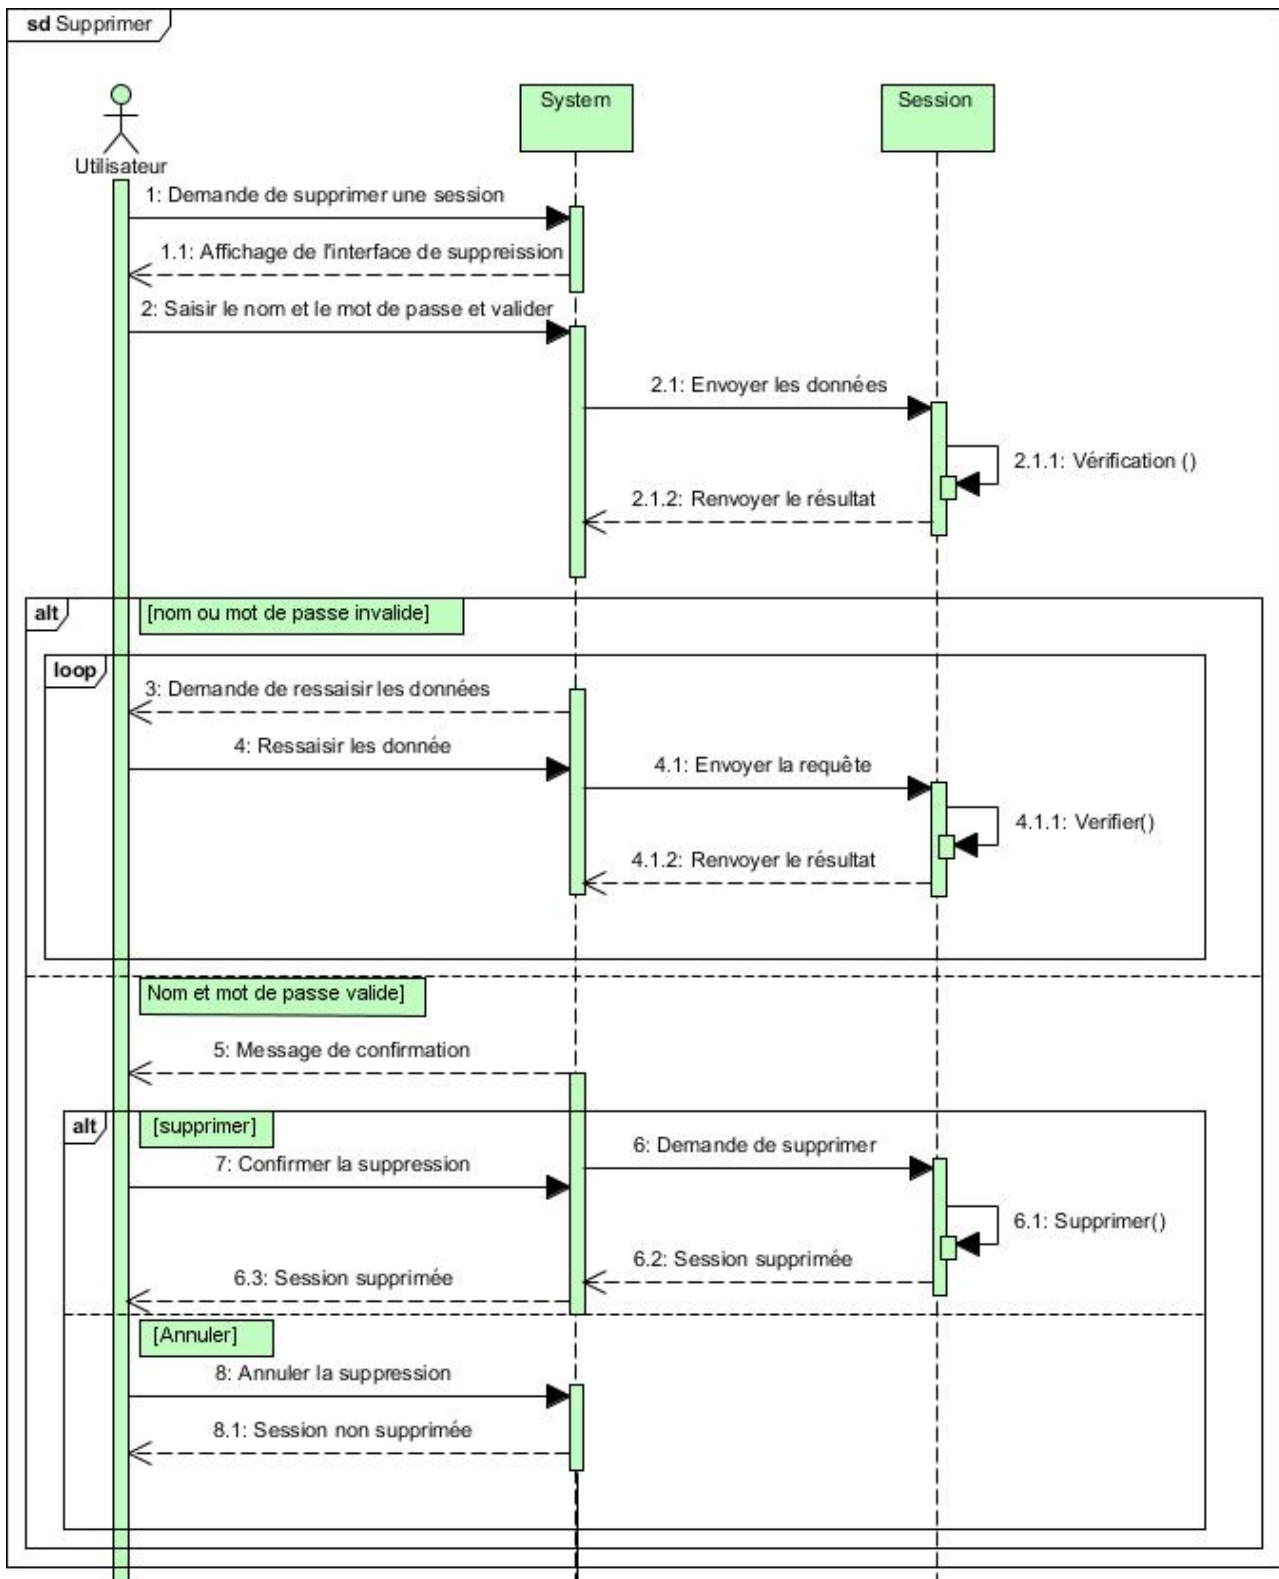 sd Supprimer
System
Session
Utilisateur
1: Demande de supprimer une session
1.1: Affichage de l'interface de suppreission
2: Saisir le nom et le mot de passe et valider
2.1: Envoyer les données
2.1.1: Vérification ()
2.1.2: Renvoyer le résultat
alt
[nom ou mot de passe invalide]
loop
3: Demande de ressaisir les données
4: Ressaisir les donnée
4.1: Envoyer la requête
4.1.1: Verifier()
4.1.2: Renvoyer le résultat
Nom et mot de passe valide]
5: Message de confirmation
alt
[supprimer]
6: Demande de supprimer
7: Confirmer la suppression
6.1: Supprimer()
6.2: Session supprimée
6.3: Session supprimée
[Annuler]
8: Annuler la suppression
8.1: Session non supprimée